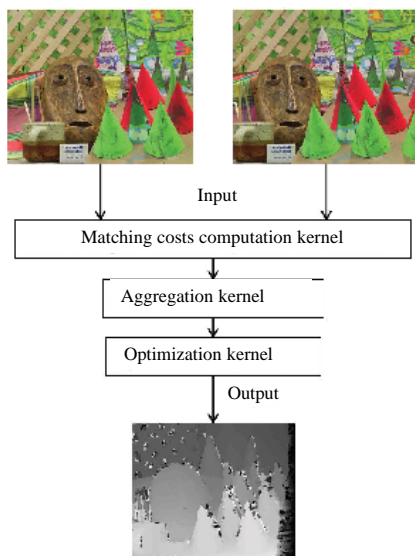 Input
Matching costs computation kernel
Aggregation kernel
Optimization kernel
Output